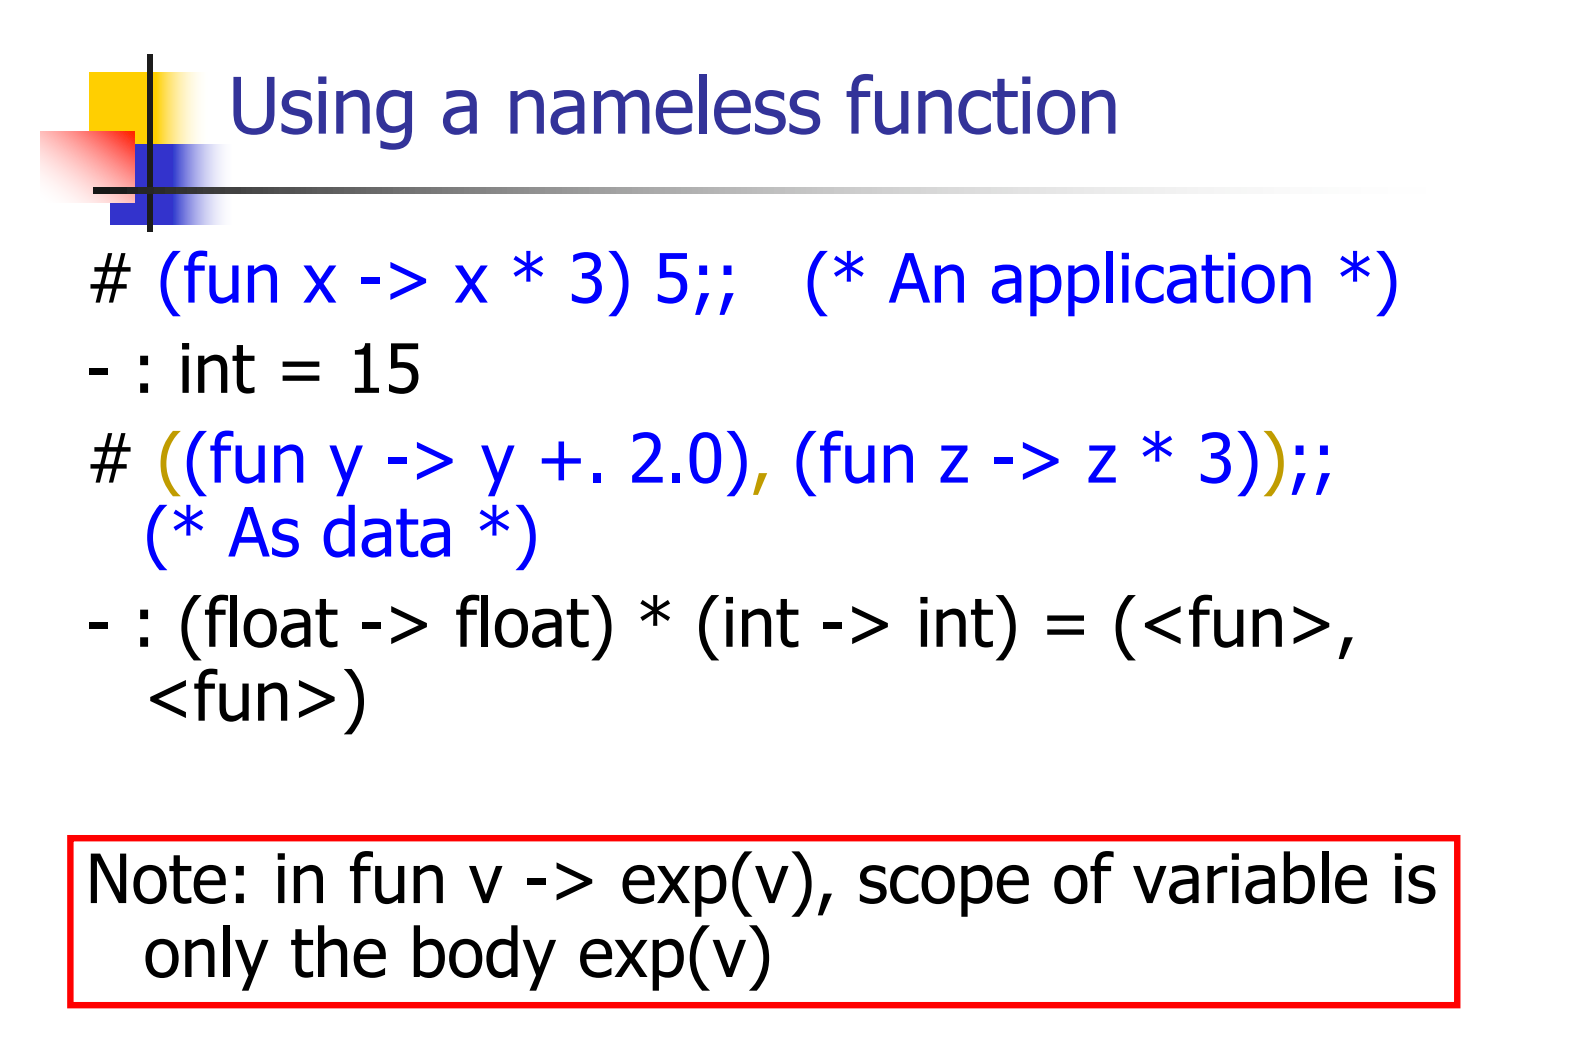 Using a nameless function
# (fun x -> x * 3) 5;; (* An application *)
- : int = 15
# ((fun y -> y +. 2.0), (fun z -> z * 3));;
(* As data *)
- : (float -> float) * (int -> int) = (<fun>,
<fun>)
Note: in fun v -> exp(v), scope of variable is
only the body exp(v)